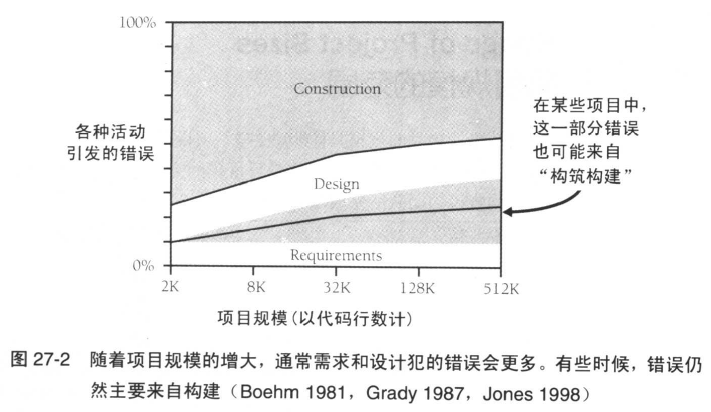 100%
Construction
各种活动
引发的错误
在某些项目中，
这一部分错误
也可能来自
“构筑构建”
Design
Requirements
0%
2K
8K
32K
128K
512K
项目规模（以代码行数计）
图 27-2 随着项目规模的增大，通常需求和设计犯的错误会更多。有些时候，错误仍
然主要来自构建（Boehm 1981，Grady 1987，Jones 1998）